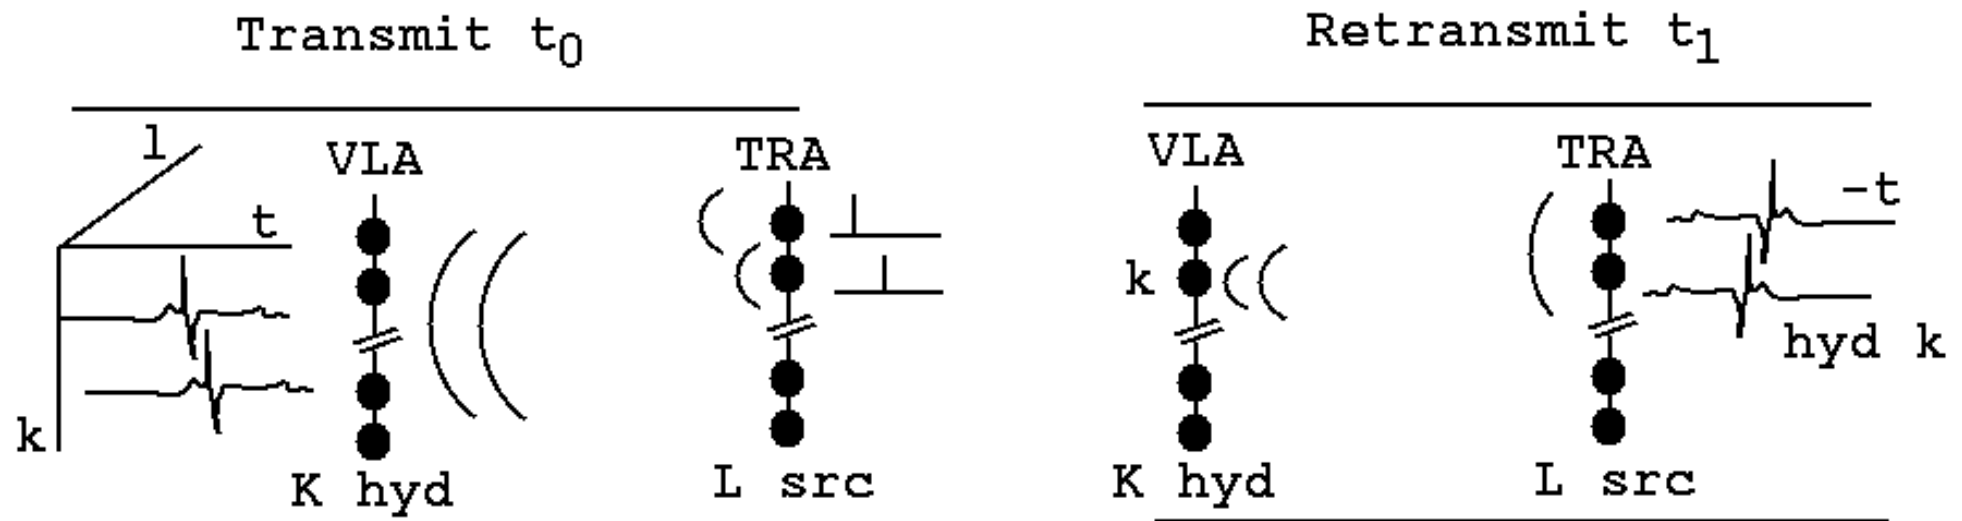 Transmit t0
l
VLA
TRA
t
k
K hyd
L src
Retransmit t1
VLA
TRA
-t
k
hyd k
K hyd
L src